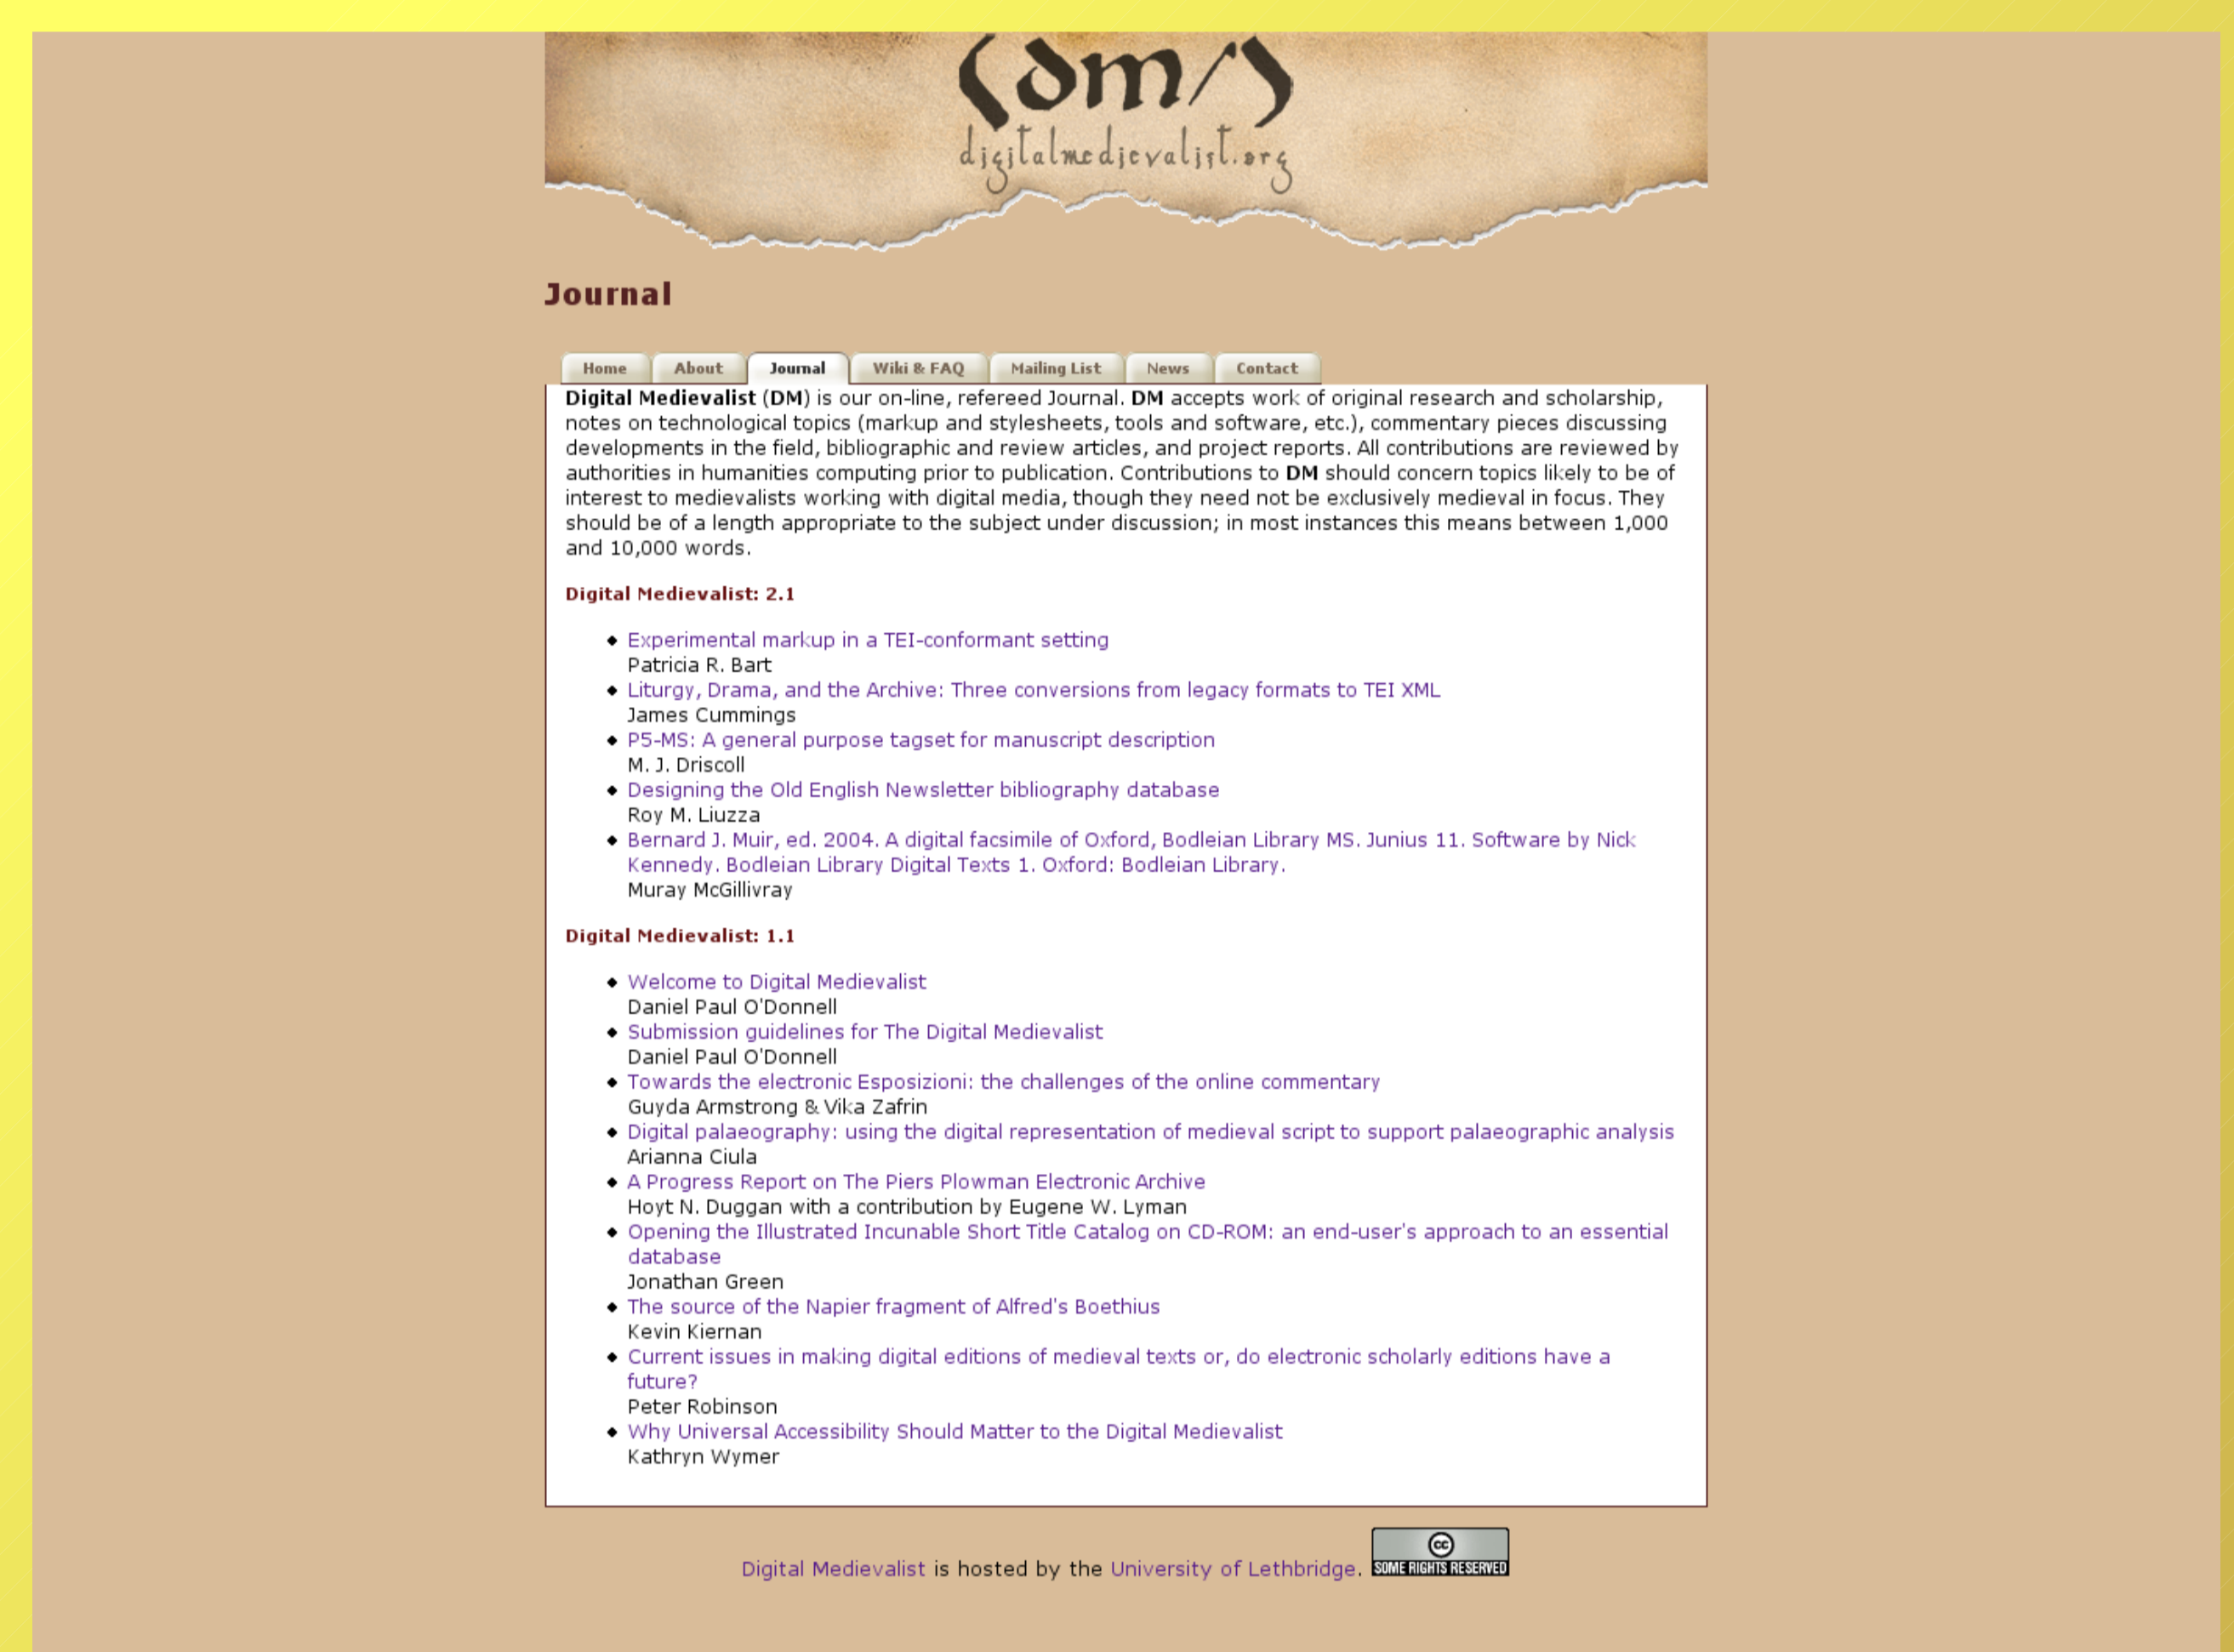 (dm/)
digitalmedievalist.org
Journal
Home About Journal Wiki & FAQ Mailing List News Contact
Digital Medievalist (DM) is our on-line, refereed Journal. DM accepts work of original research and scholarship,
notes on technological topics (markup and stylesheets, tools and software, etc.), commentary pieces discussing
developments in the field, bibliographic and review articles, and project reports. All contributions are reviewed by
authorities in humanities computing prior to publication. Contributions to DM should concern topics likely to be of
interest to medievalists working with digital media, though they need not be exclusively medieval in focus. They
should be of a length appropriate to the subject under discussion; in most instances this means between 1,000
and 10,000 words.
Digital Medievalist: 2.1
Experimental markup in a TEI-conformant setting
Patricia R. Bart
Liturgy, Drama, and the Archive: Three conversions from legacy formats to TEI XML
James Cummings
P5-MS: A general purpose tagset for manuscript description
M. J. Driscoll
Designing the Old English Newsletter bibliography database
Roy M. Liuzza
Bernard J. Muir, ed. 2004. A digital facsimile of Oxford, Bodleian Library MS. Junius 11. Software by Nick
Kennedy. Bodleian Library Digital Texts 1. Oxford: Bodleian Library.
Muray McGillivray
Digital Medievalist: 1.1
Welcome to Digital Medievalist
Daniel Paul O'Donnell
Submission guidelines for The Digital Medievalist
Daniel Paul O'Donnell
Towards the electronic Esposizioni: the challenges of the online commentary
Guyda Armstrong & Vika Zafrin
Digital palaeography: using the digital representation of medieval script to support palaeographic analysis
Arianna Ciula
A Progress Report on The Piers Plowman Electronic Archive
Hoyt N. Duggan with a contribution by Eugene W. Lyman
Opening the Illustrated Incunable Short Title Catalog on CD-ROM: an end-user's approach to an essential
database
Jonathan Green
The source of the Napier fragment of Alfred's Boethius
Kevin Kiernan
Current issues in making digital editions of medieval texts or, do electronic scholarly editions have a
future?
Peter Robinson
Why Universal Accessibility Should Matter to the Digital Medievalist
Kathryn Wymer
Digital Medievalist is hosted by the University of Lethbridge.
cc
SOME RIGHTS RESERVED